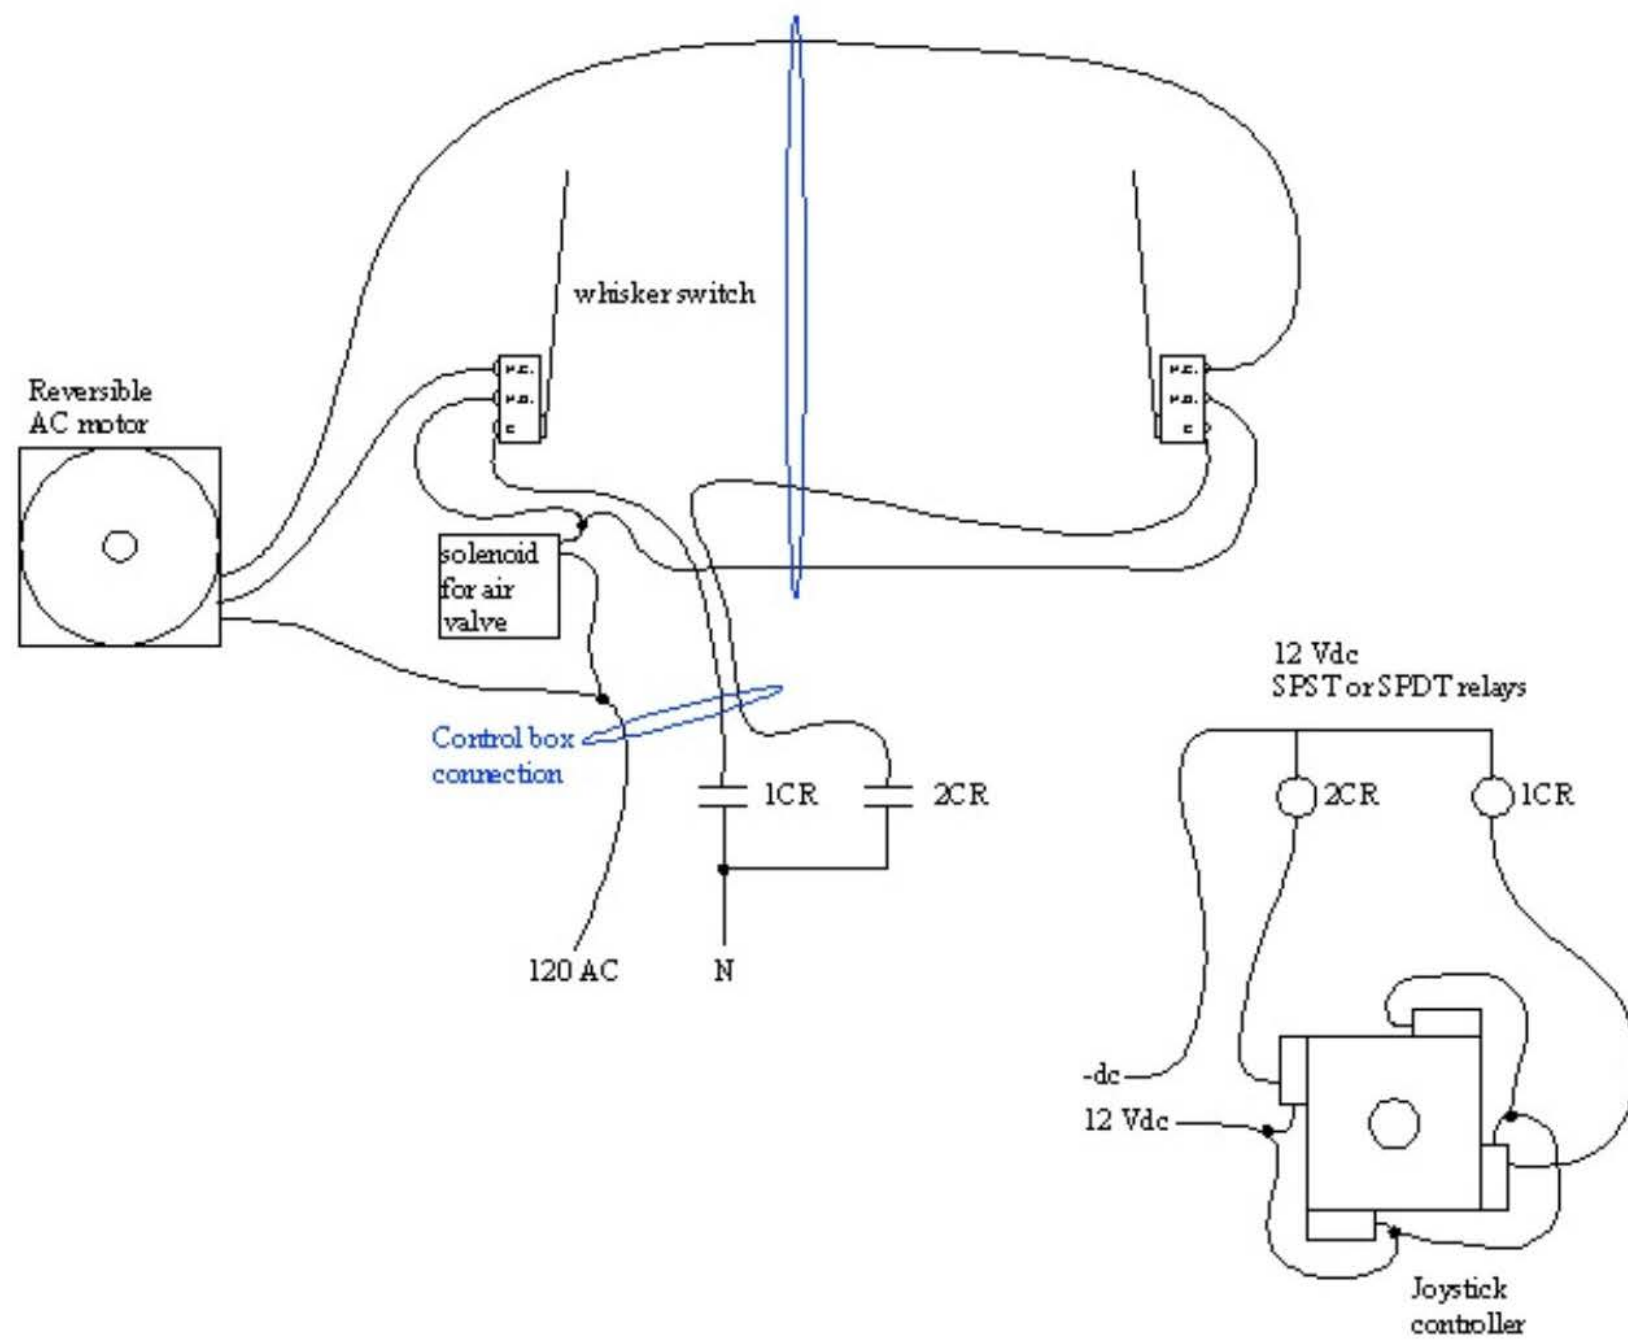 whisker switch
Reversible
AC motor
N.C.
N.O.
C
N.C.
N.O.
C
solenoid
for air
valve
12 Vdc
SPST or SPDT relays
Control box
connection
1CR
2CR
2CR
1CR
120 AC
N
-dc
12 Vdc
Joystick
controller